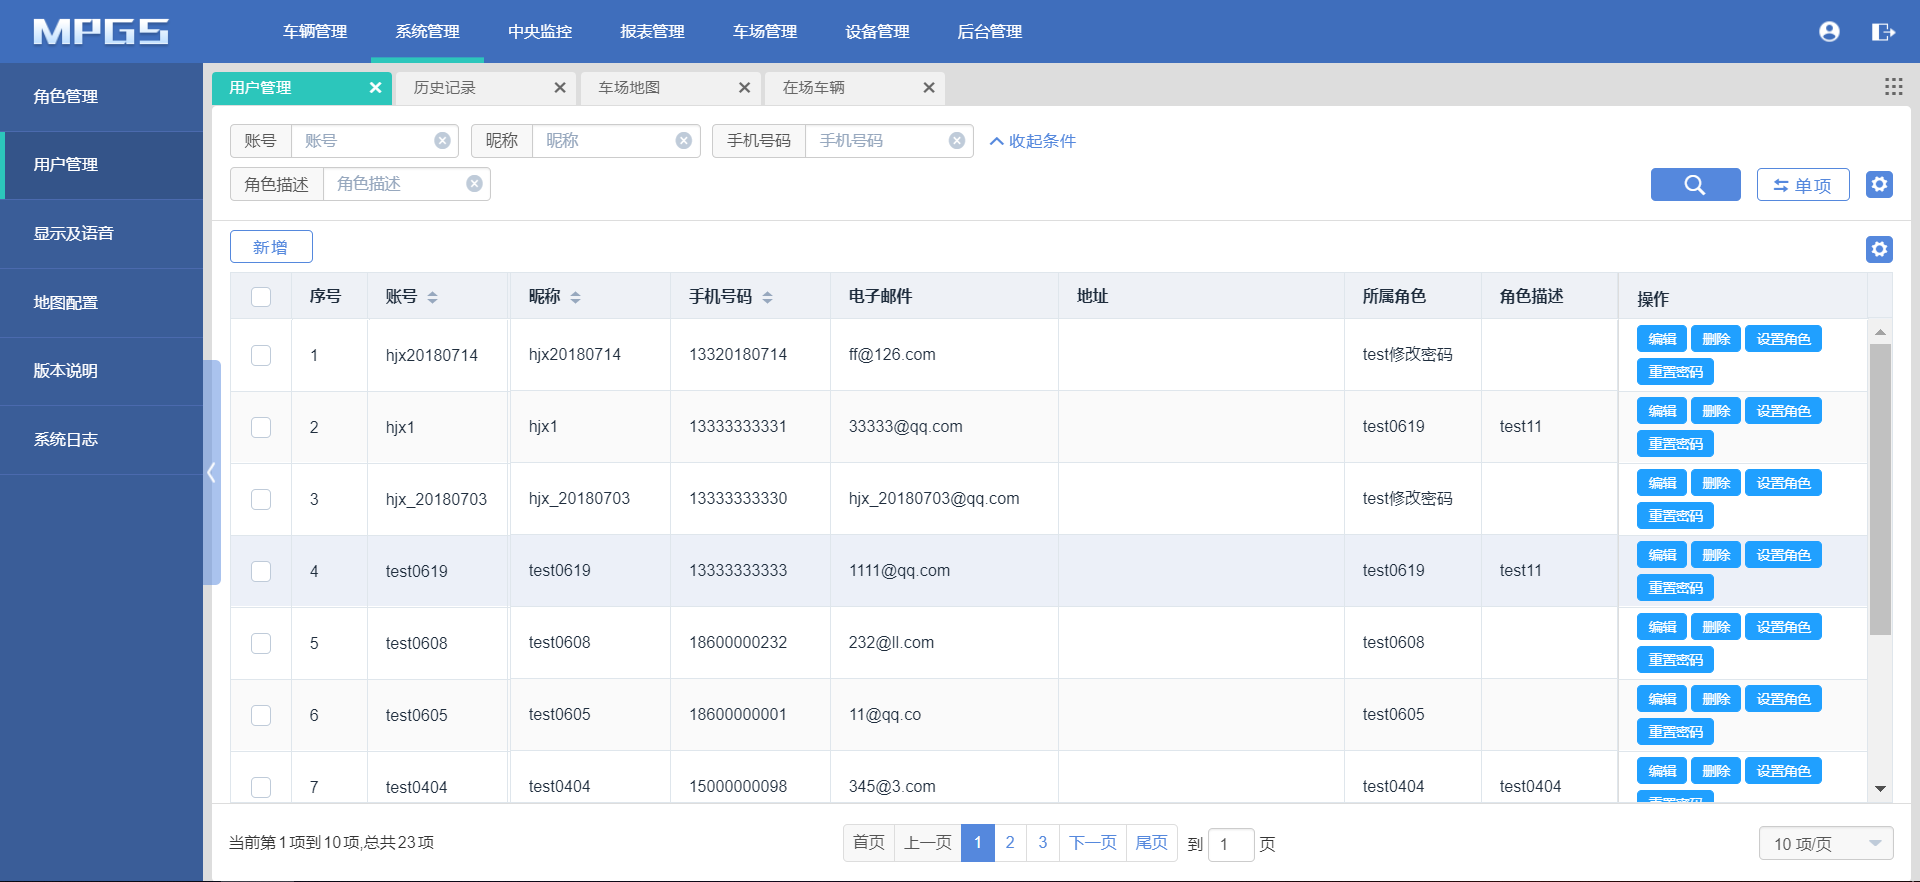 MPGS 车辆管理 系统管理 中央监控 报表管理 车场管理 设备管理 后台管理
角色管理
用户管理
显示及语音
地图配置
版本说明
系统日志
用户管理 历史记录 车场地图 在场车辆
账号 账号 昵称 昵称 手机号码 手机号码 收起条件
角色描述 角色描述 单项
新增
序号 账号 昵称 手机号码 电子邮件 地址 所属角色 角色描述 操作
1 hjx20180714 hjx20180714 13320180714 ff@126.com test修改密码 编辑 删除 设置角色
重置密码
2 hjx1 hjx1 13333333331 33333@qq.com test0619 test11 编辑 删除 设置角色
重置密码
3 hjx_20180703 hjx_20180703 13333333330 hjx_20180703@qq.com test修改密码 编辑 删除 设置角色
重置密码
4 test0619 test0619 13333333333 1111@qq.com test0619 test11 编辑 删除 设置角色
重置密码
5 test0608 test0608 18600000232 232@ll.com test0608 编辑 删除 设置角色
重置密码
6 test0605 test0605 18600000001 11@qq.co test0605 编辑 删除 设置角色
重置密码
7 test0404 test0404 15000000098 345@3.com test0404 test0404 编辑 删除 设置角色
重置密码
当前第1项到10项,总共23项 首页 上一页 1 2 3 下一页 尾页 到 1 页 10 项/页